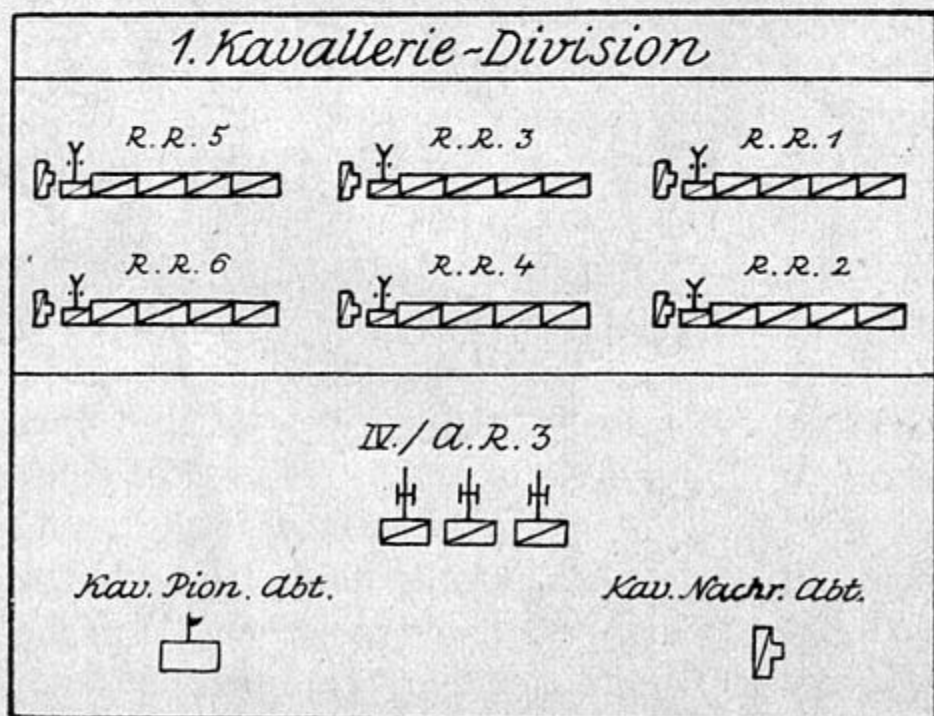 1. Kavallerie-Division
R. R. 5 R. R. 3 R. R. 1
R. R. 6 R. R. 4 R. R. 2
IV./A. R. 3
Kav. Pion. Abt. Kav. Nachr. Abt.